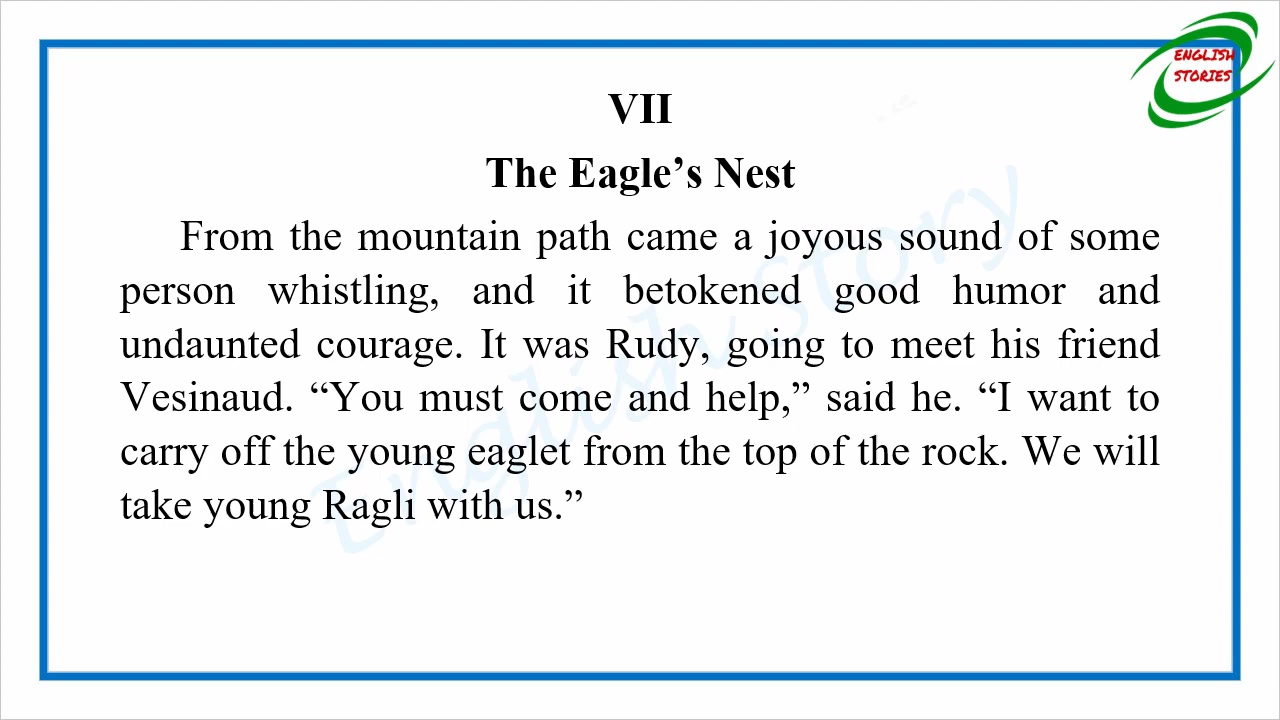 ENGLISH
STORIES
VII
The Eagle’s Nest
From the mountain path came a joyous sound of some
person whistling, and it betokened good humor and
undaunted courage. It was Rudy, going to meet his friend
Vesinaud. “You must come and help,” said he. “I want to
carry off the young eaglet from the top of the rock. We will
take young Ragli with us.”
English Story